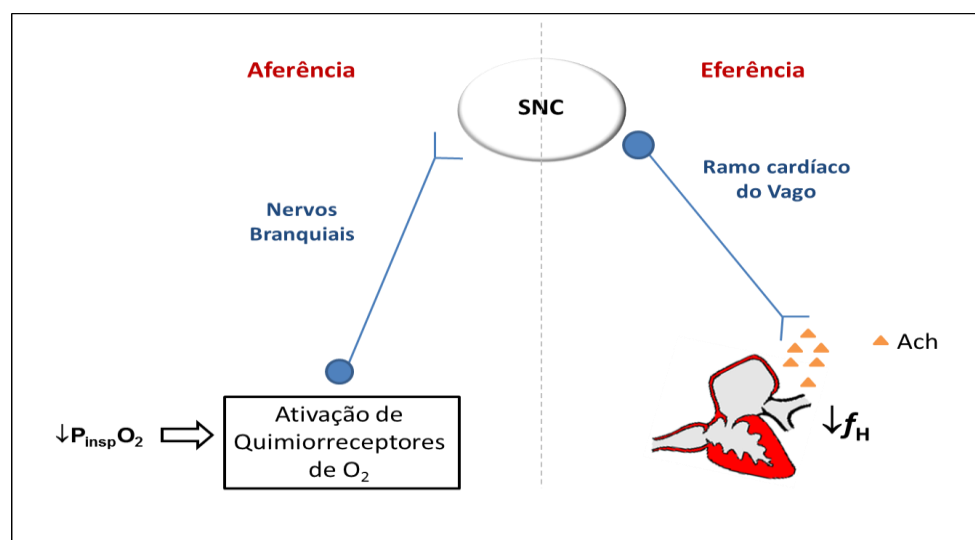 Aferência
SNC
Eferência
Ramo cardíaco
do Vago
Nervos
Branquiais
Ach
↓PinspO₂
Ativação de
Quimiorreceptores
de O₂
↓fH